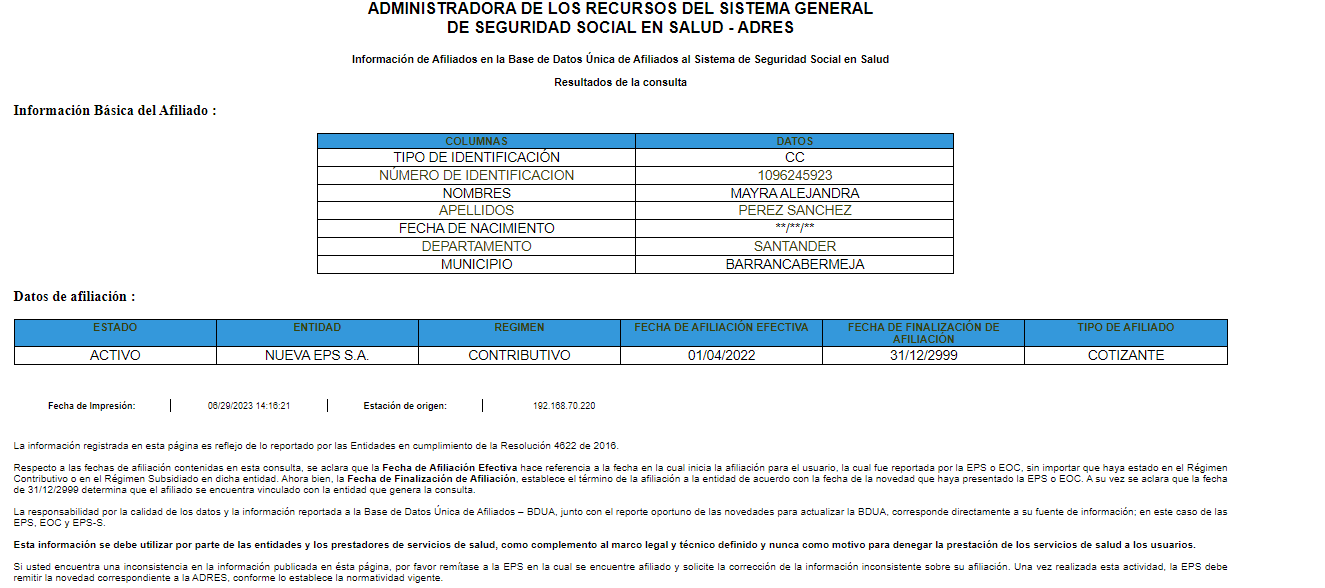 ADMINISTRADORA DE LOS RECURSOS DEL SISTEMA GENERAL
DE SEGURIDAD SOCIAL EN SALUD - ADRES
Información de Afiliados en la Base de Datos Única de Afiliados al Sistema de Seguridad Social en Salud
Resultados de la consulta
Información Básica del Afiliado :
COLUMNAS DATOS
TIPO DE IDENTIFICACIÓN CC
NÚMERO DE IDENTIFICACION 1096245923
NOMBRES MAYRA ALEJANDRA
APELLIDOS PEREZ SANCHEZ
FECHA DE NACIMIENTO **/**/**
DEPARTAMENTO SANTANDER
MUNICIPIO BARRANCABERMEJA
Datos de afiliación :
ESTADO ENTIDAD REGIMEN FECHA DE AFILIACIÓN EFECTIVA FECHA DE FINALIZACIÓN DE AFILIACIÓN TIPO DE AFILIADO
ACTIVO NUEVA EPS S.A. CONTRIBUTIVO 01/04/2022 31/12/2999 COTIZANTE
Fecha de Impresión: 06/29/2023 14:16:21 Estación de origen: 192.168.70.220
La información registrada en esta página es reflejo de lo reportado por las Entidades en cumplimiento de la Resolución 4622 de 2016.
Respecto a las fechas de afiliación contenidas en esta consulta, se aclara que la Fecha de Afiliación Efectiva hace referencia a la fecha en la cual inicia la afiliación para el usuario, la cual fue reportada por la EPS o EOC, sin importar que haya estado en el Régimen
Contributivo o en el Régimen Subsidiado en dicha entidad. Ahora bien, la Fecha de Finalización de Afiliación, establece el término de la afiliación a la entidad de acuerdo con la fecha de la novedad que haya presentado la EPS o EOC. A su vez se aclara que la fecha
de 31/12/2999 determina que el afiliado se encuentra vinculado con la entidad que genera la consulta.
La responsabilidad por la calidad de los datos y la información reportada a la Base de Datos Única de Afiliados – BDUA, junto con el reporte oportuno de las novedades para actualizar la BDUA, corresponde directamente a su fuente de información; en este caso de las
EPS, EOC y EPS-S.
Esta información se debe utilizar por parte de las entidades y los prestadores de servicios de salud, como complemento al marco legal y técnico definido y nunca como motivo para denegar la prestación de los servicios de salud a los usuarios.
Si usted encuentra una inconsistencia en la información publicada en ésta página, por favor remítase a la EPS en la cual se encuentre afiliado y solicite la corrección de la información inconsistente sobre su afiliación. Una vez realizada esta actividad, la EPS debe
remitir la novedad correspondiente a la ADRES, conforme lo establece la normatividad vigente.